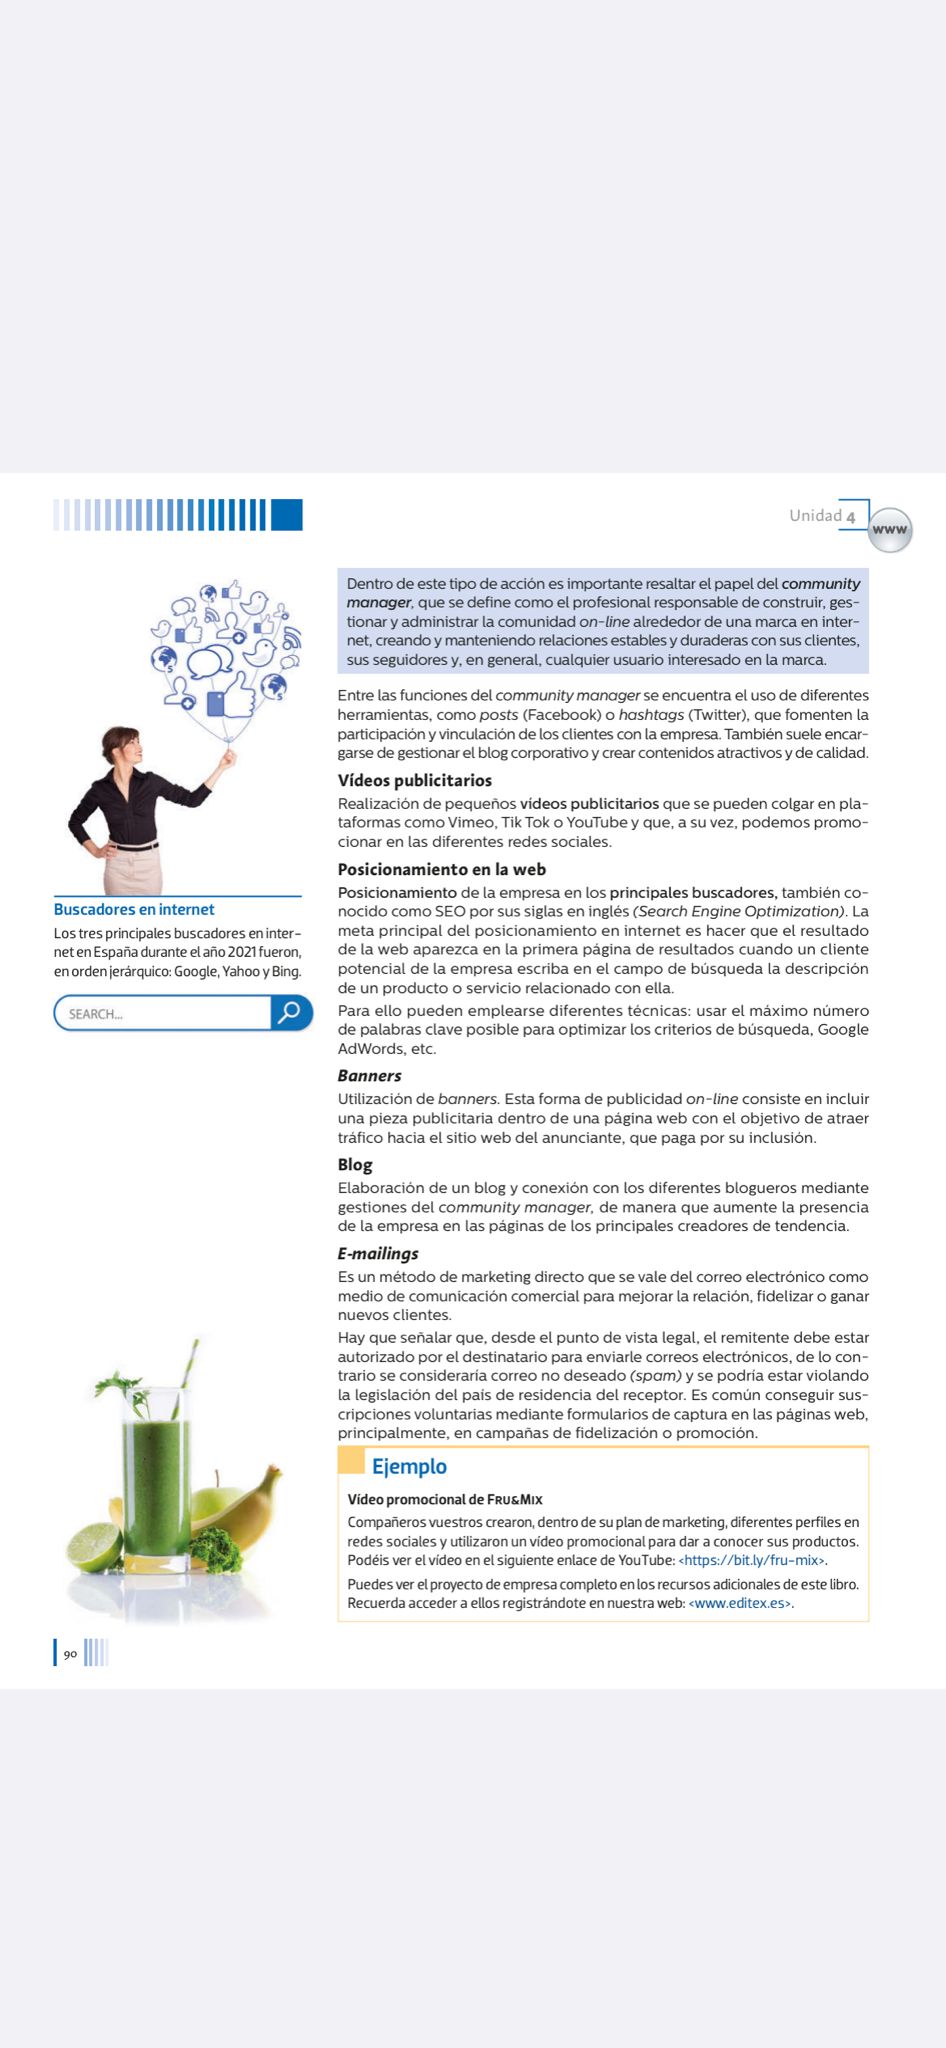 Unidad 4
www
Dentro de este tipo de acción es importante resaltar el papel del community
manager, que se define como el profesional responsable de construir, ges-
tionar y administrar la comunidad on-line alrededor de una marca en inter-
net, creando y manteniendo relaciones estables y duraderas con sus clientes,
sus seguidores y, en general, cualquier usuario interesado en la marca.
Entre las funciones del community manager se encuentra el uso de diferentes
herramientas, como posts (Facebook) o hashtags (Twitter), que fomenten la
participación y vinculación de los clientes con la empresa. También suele encar-
garse de gestionar el blog corporativo y crear contenidos atractivos y de calidad.
Vídeos publicitarios
Realización de pequeños vídeos publicitarios que se pueden colgar en pla-
taformas como Vimeo, Tik Tok o YouTube y que, a su vez, podemos promo-
cionar en las diferentes redes sociales.
Posicionamiento en la web
Posicionamiento de la empresa en los principales buscadores, también co-
nocido como SEO por sus siglas en inglés (Search Engine Optimization). La
meta principal del posicionamiento en internet es hacer que el resultado
de la web aparezca en la primera página de resultados cuando un cliente
potencial de la empresa escriba en el campo de búsqueda la descripción
de un producto o servicio relacionado con ella.
Para ello pueden emplearse diferentes técnicas: usar el máximo número
de palabras clave posible para optimizar los criterios de búsqueda, Google
AdWords, etc.
Banners
Utilización de banners. Esta forma de publicidad on-line consiste en incluir
una pieza publicitaria dentro de una página web con el objetivo de atraer
tráfico hacia el sitio web del anunciante, que paga por su inclusión.
Blog
Elaboración de un blog y conexión con los diferentes blogueros mediante
gestiones del community manager, de manera que aumente la presencia
de la empresa en las páginas de los principales creadores de tendencia.
E-mailings
Es un método de marketing directo que se vale del correo electrónico como
medio de comunicación comercial para mejorar la relación, fidelizar o ganar
nuevos clientes.
Hay que señalar que, desde el punto de vista legal, el remitente debe estar
autorizado por el destinatario para enviarle correos electrónicos, de lo con-
trario se consideraría correo no deseado (spam) y se podría estar violando
la legislación del país de residencia del receptor. Es común conseguir sus-
cripciones voluntarias mediante formularios de captura en las páginas web,
principalmente, en campañas de fidelización o promoción.
Ejemplo
Vídeo promocional de FRU&MIX
Compañeros vuestros crearon, dentro de su plan de marketing, diferentes perfiles en
redes sociales y utilizaron un vídeo promocional para dar a conocer sus productos.
Podéis ver el vídeo en el siguiente enlace de YouTube: <https://bit.ly/fru-mix>.
Puedes ver el proyecto de empresa completo en los recursos adicionales de este libro.
Recuerda acceder a ellos registrándote en nuestra web: <www.editex.es>.
Buscadores en internet
Los tres principales buscadores en inter-
net en España durante el año 2021 fueron,
en orden jerárquico: Google, Yahoo y Bing.
SEARCH...
90